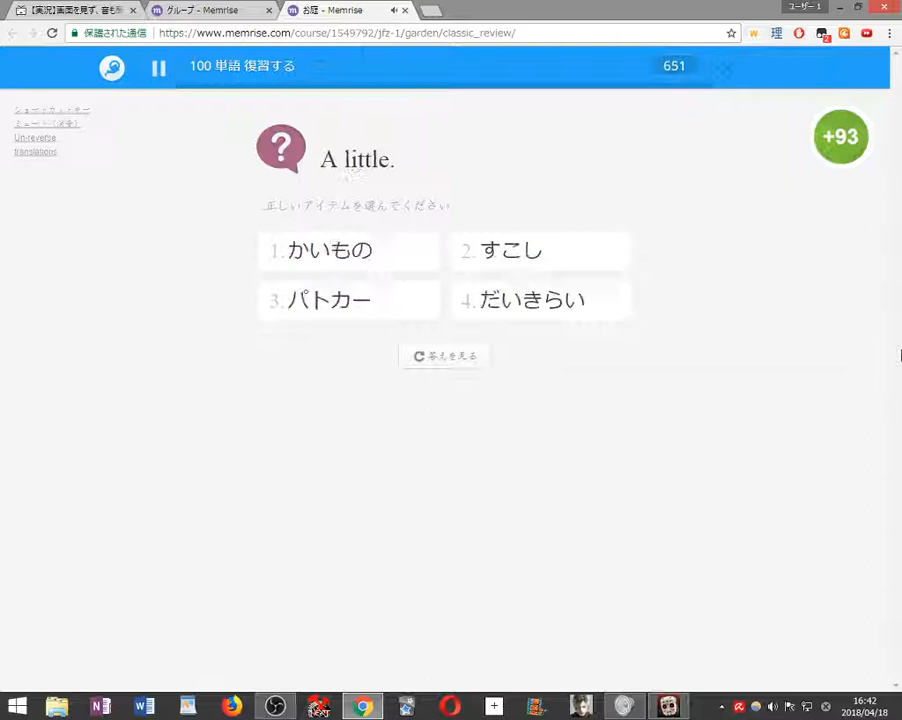 【実況】画面を見ず、音も
グループ - Memrise
お庭 - Memrise
ユーザー 1
保護された通信
https://www.memrise.com/course/1549792/jfz-1/garden/classic_review/
100 単語 復習する
651
Un-reverse
translations
+93
A little.
正しいアイテムを選んでください
1. かいもの
2. すこし
3. パトカー
4. だいきらい
答えを見る
16:42
2018/04/18